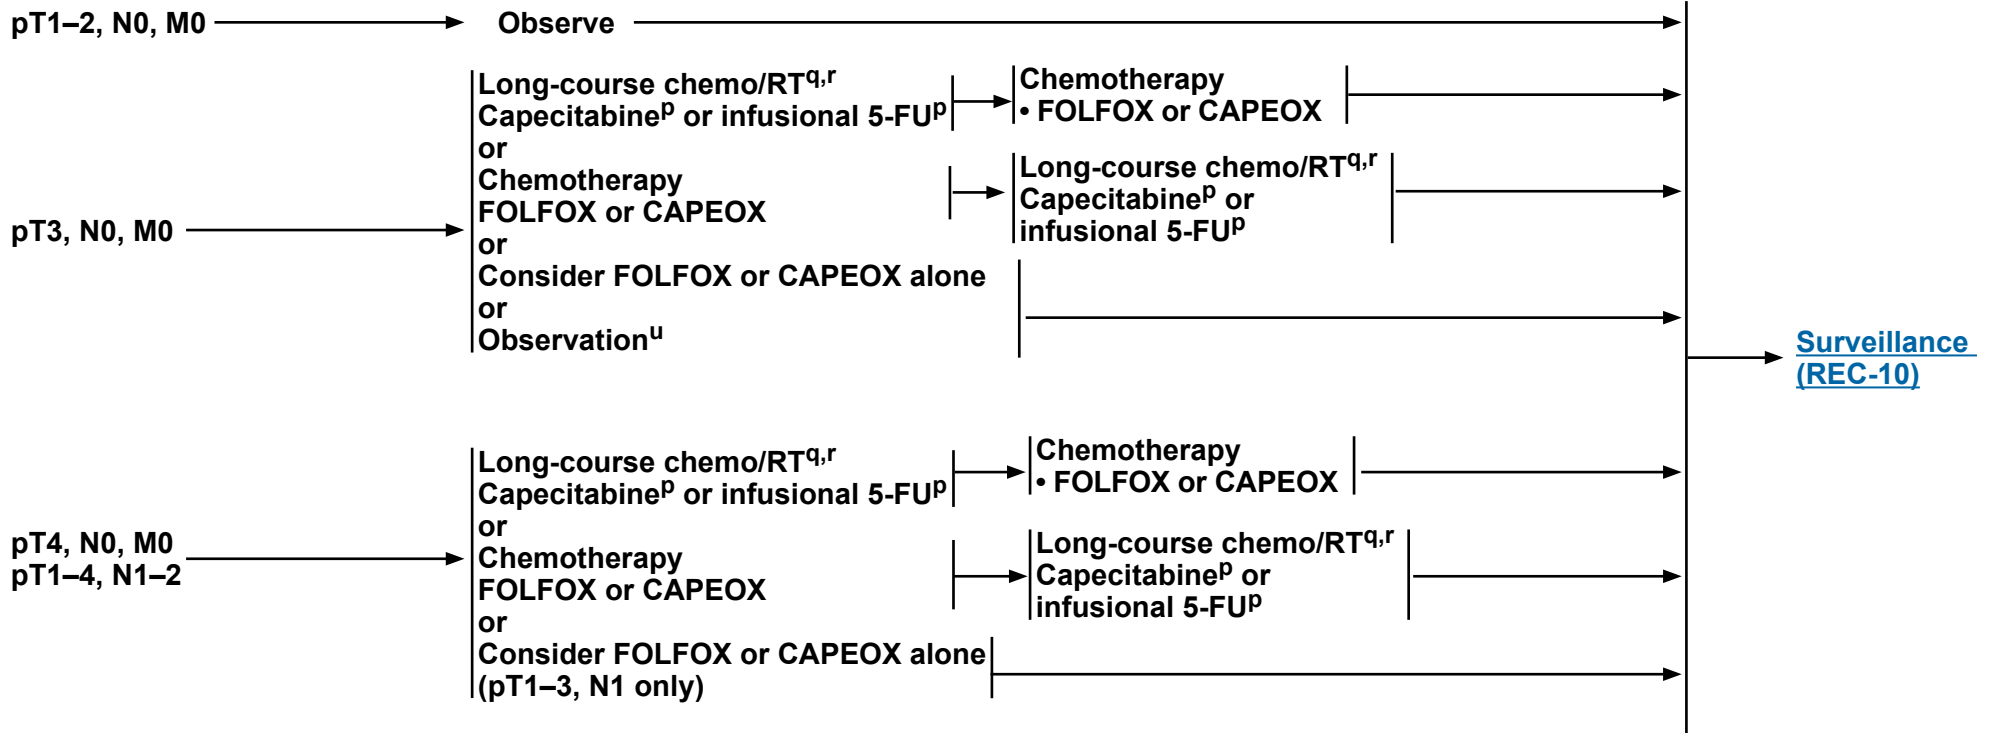 pT1–2, N0, M0
Observe
pT3, N0, M0
Long-course chemo/RTq,r
Capecitabinep or infusional 5-FUp
or
Chemotherapy
FOLFOX or CAPEOX
or
Consider FOLFOX or CAPEOX alone
or
Observationu
Chemotherapy
• FOLFOX or CAPEOX
Long-course chemo/RTq,r
Capecitabinep or
infusional 5-FUp
pT4, N0, M0
pT1–4, N1–2
Long-course chemo/RTq,r
Capecitabinep or infusional 5-FUp
or
Chemotherapy
FOLFOX or CAPEOX
or
Consider FOLFOX or CAPEOX alone
(pT1–3, N1 only)
Chemotherapy
• FOLFOX or CAPEOX
Long-course chemo/RTq,r
Capecitabinep or
infusional 5-FUp
Surveillance
(REC-10)